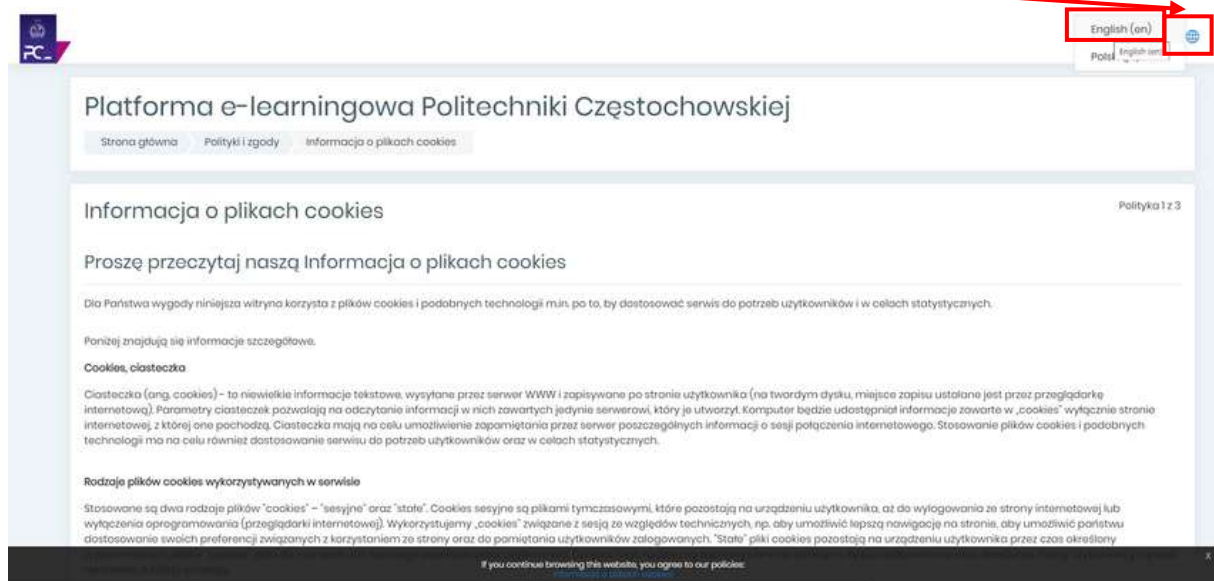 PC_
English (en)
English (en)
Platforma e-learningowa Politechniki Częstochowskiej
Strona główna Polityki i zgody Informacja o plikach cookies
Informacja o plikach cookies
Polityka 1 z 3
Proszę przeczytaj naszą Informacja o plikach cookies
Dla Państwa wygody niniejsza witryna korzysta z plików cookies i podobnych technologii m.in. po to, by dostosować serwis do potrzeb użytkowników i w celach statystycznych.
Poniżej znajdują się informacje szczegółowe.
Cookies, ciasteczka
Ciasteczka (ang. cookies) – to niewielkie informacje tekstowe, wysyłane przez serwer WWW i zapisywane po stronie użytkownika (na twardym dysku, miejsce zapisu ustalane jest przez przeglądarkę
internetową). Parametry ciasteczek pozwalają na odczytanie informacji w nich zawartych jedynie serwerowi, który je utworzył. Komputer będzie udostępniał informacje zawarte w „cookies" wyłącznie stronie
internetowej, z której one pochodzą. Ciasteczka mają na celu umożliwienie zapamiętania przez serwer poszczególnych informacji o sesji połączenia internetowego. Stosowanie plików cookies i podobnych
technologii ma na celu również dostosowanie serwisu do potrzeb użytkowników oraz w celach statystycznych.
Rodzaje plików cookies wykorzystywanych w serwisie
Stosowane są dwa rodzaje plików "cookies" – "sesyjne" oraz "stałe". Cookies sesyjne są plikami tymczasowymi, które pozostają na urządzeniu użytkownika, aż do wylogowania ze strony internetowej lub
wyłączenia oprogramowania (przeglądarki internetowej). Wykorzystujemy „cookies" związane z sesją ze względów technicznych, np. aby umożliwić lepszą nawigację na stronie, aby umożliwić państwu
dostosowanie swoich preferencji związanych z korzystaniem ze strony oraz do pamiętania użytkowników zalogowanych. "Stałe" pliki cookies pozostają na urządzeniu użytkownika przez czas określony
If you continue browsing this website, you agree to our policies:
Informacja o plikach cookies
x